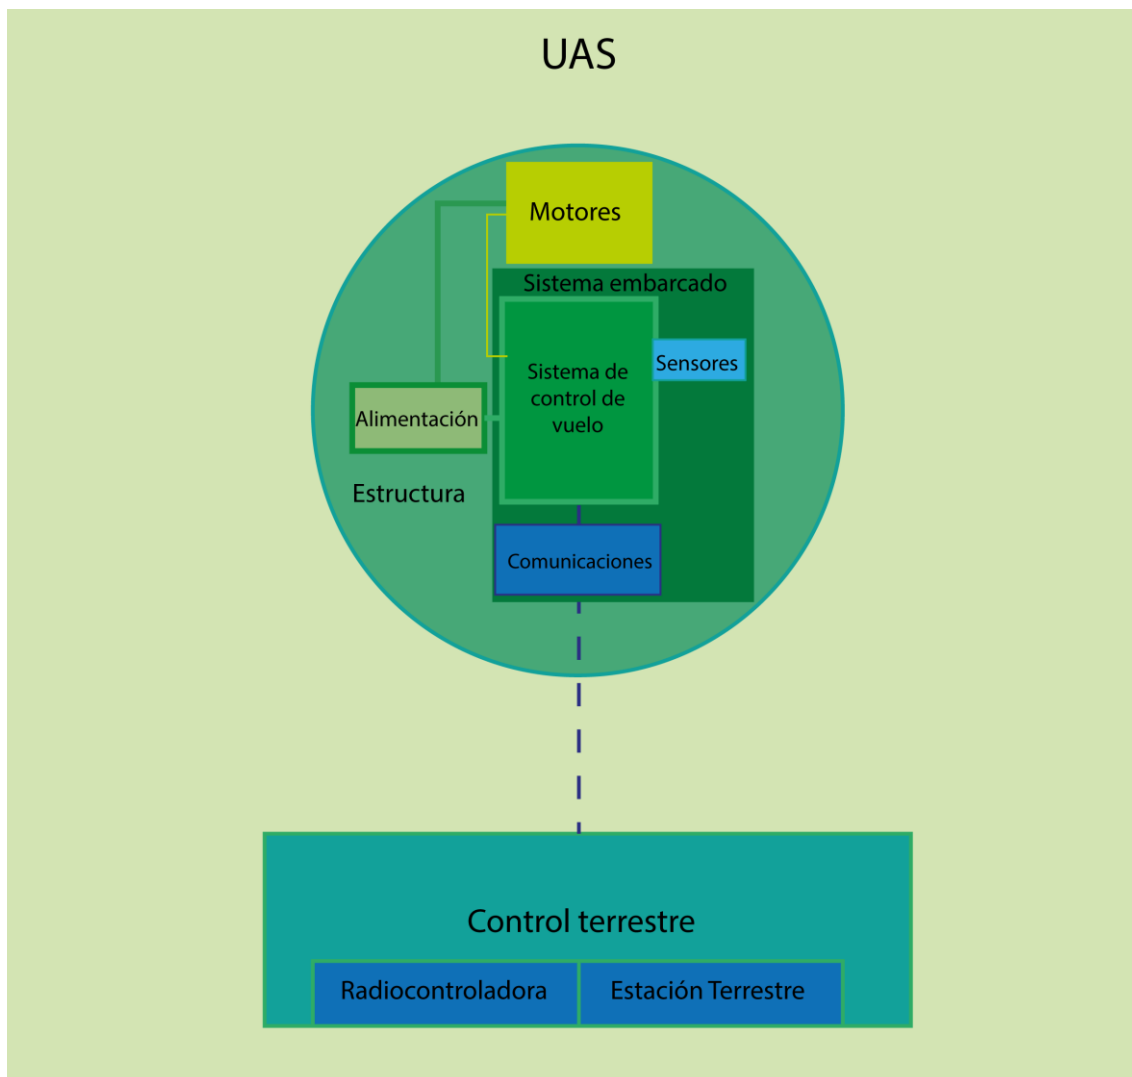 UAS
Motores
Sistema embarcado
Sistema de
control de
vuelo
Sensores
Alimentación
Estructura
Comunicaciones
Control terrestre
Radiocontroladora
Estación Terrestre